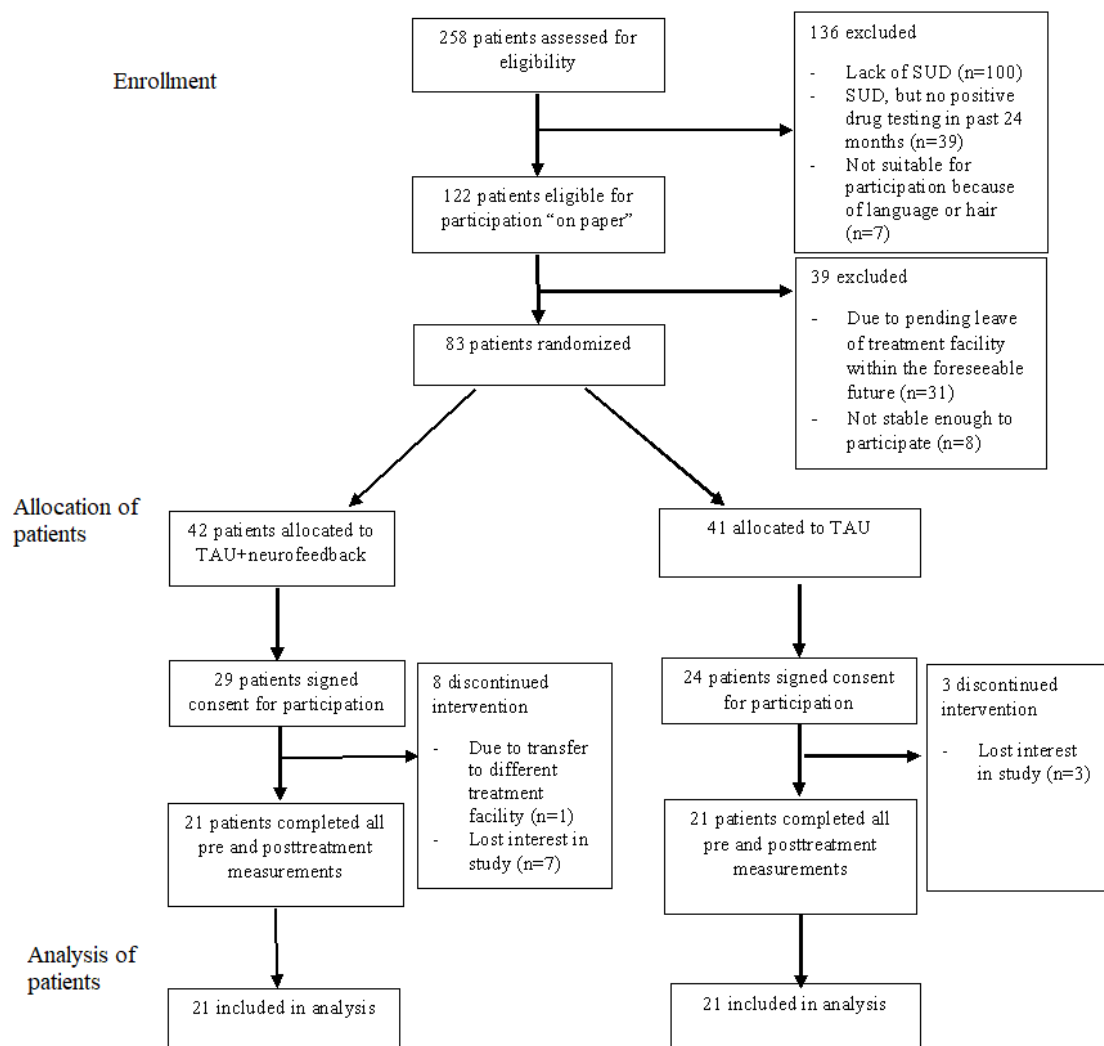 258 patients assessed for
eligibility
136 excluded
- Lack of SUD (n=100)
- SUD, but no positive
drug testing in past 24
months (n=39)
- Not suitable for
participation because
of language or hair
(n=7)
Enrollment
122 patients eligible for
participation “on paper”
39 excluded
- Due to pending leave
of treatment facility
within the foreseeable
future (n=31)
- Not stable enough to
participate (n=8)
83 patients randomized
Allocation of
patients
42 patients allocated to
TAU+neurofeedback
41 allocated to TAU
29 patients signed
consent for participation
8 discontinued
intervention
- Due to transfer
to different
treatment
facility (n=1)
- Lost interest in
study (n=7)
24 patients signed consent
for participation
3 discontinued
intervention
- Lost interest
in study (n=3)
21 patients completed all
pre and posttreatment
measurements
21 patients completed all
pre and posttreatment
measurements
Analysis of
patients
21 included in analysis
21 included in analysis